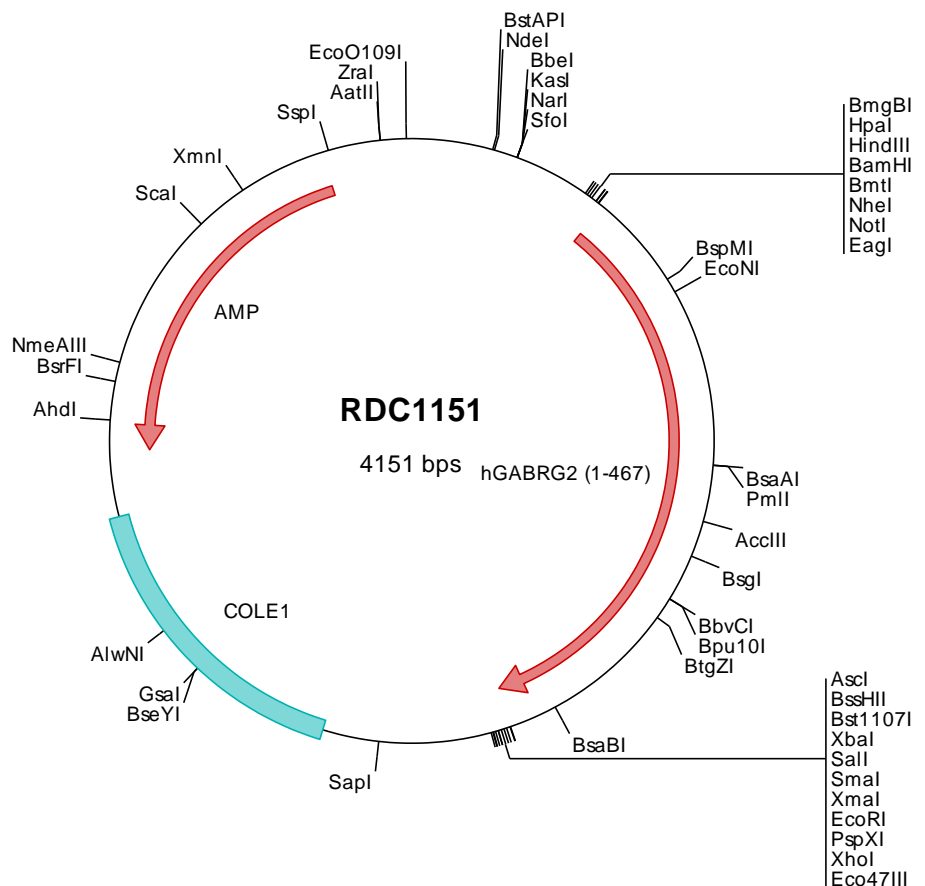 BstAPI
NdeI
BbeI
KasI
NarI
SfoI
EcoO109I
ZraI
AatII
SspI
XmnI
ScaI
BmgBI
HpaI
HindIII
BamHI
BmtI
NheI
NotI
EagI
BspMI
EcoNI
AMP
NmeAIII
BsrFI
AhdI
RDC1151
4151 bps
hGABRG2 (1-467)
BsaAI
PmlI
AccIII
BsgI
BbvCI
Bpu10I
BtgZI
COLE1
AlwNI
GsaI
BseYI
SapI
BsaBI
AscI
BssHII
Bst1107I
XbaI
SalI
SmaI
XmaI
EcoRI
PspXI
XhoI
Eco47III